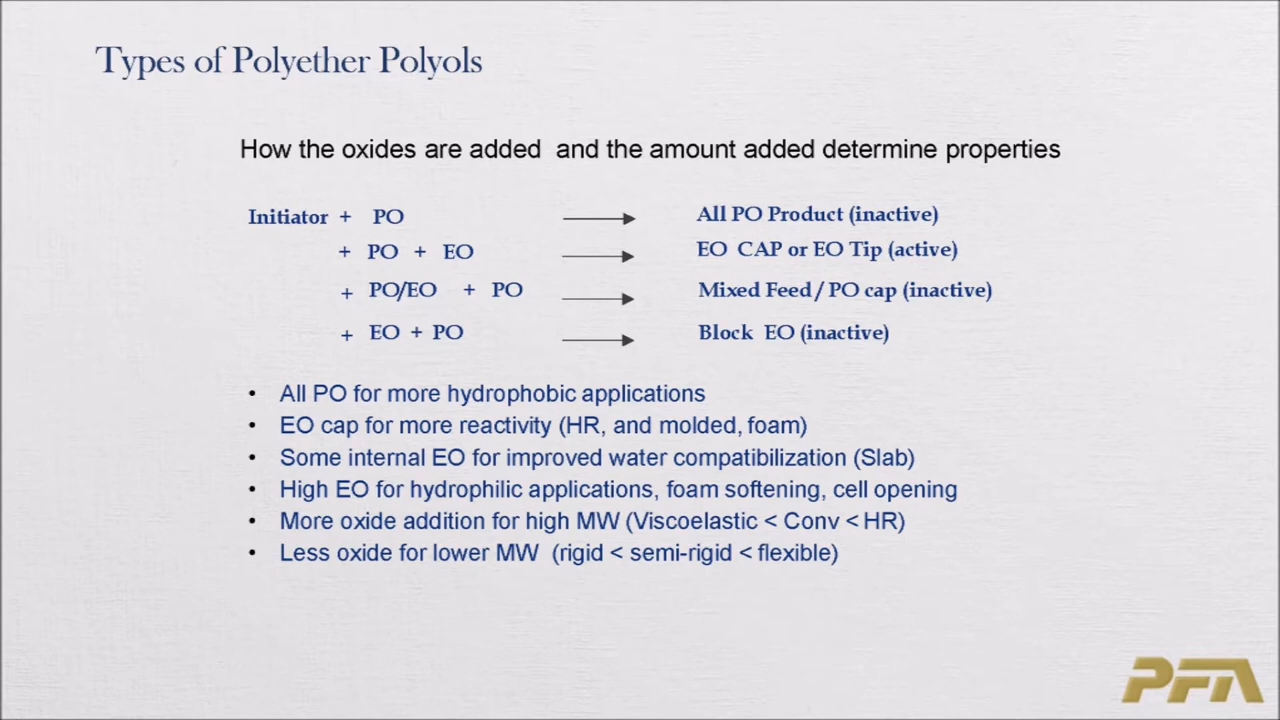 Types of Polyether Polyols
How the oxides are added and the amount added determine properties
Initiator + PO All PO Product (inactive)
+ PO + EO EO CAP or EO Tip (active)
+ PO/EO + PO Mixed Feed / PO cap (inactive)
+ EO + PO Block EO (inactive)
• All PO for more hydrophobic applications
• EO cap for more reactivity (HR, and molded, foam)
• Some internal EO for improved water compatibilization (Slab)
• High EO for hydrophilic applications, foam softening, cell opening
• More oxide addition for high MW (Viscoelastic < Conv < HR)
• Less oxide for lower MW (rigid < semi-rigid < flexible)
PFA